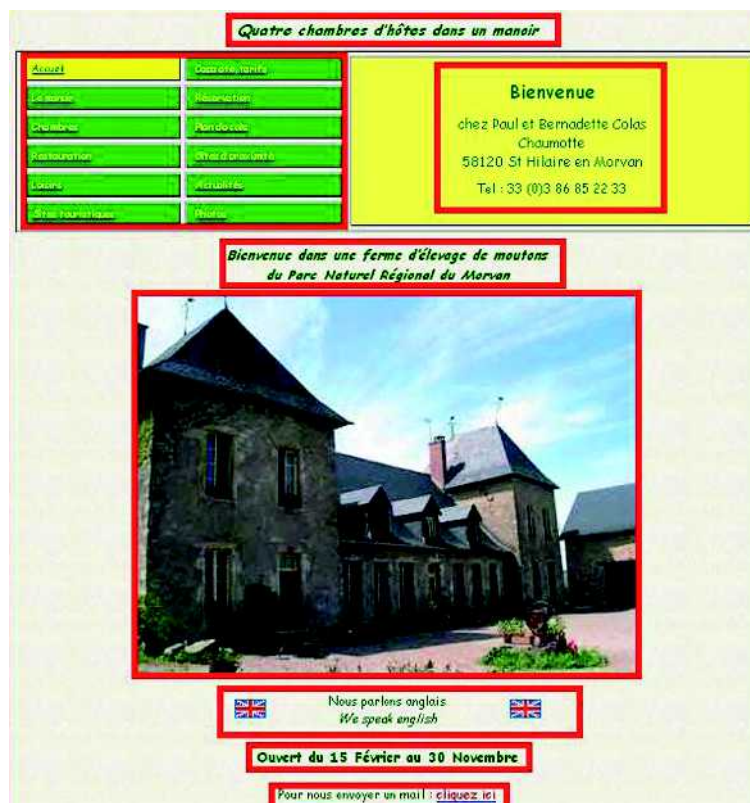 Quatre chambres d'hôtes dans un manoir
Accueil
Capacité, tarifs
Le manoir
Réservation
Chambres
Plan d'accès
Restauration
Gîtes à proximité
Loisirs
Actualités
Sites touristiques
Photos
Bienvenue
chez Paul et Bernadette Colas
Chaumotte
58120 St Hilaire en Morvan
Tel : 33 (0)3 86 85 22 33
Bienvenue dans une ferme d'élevage de moutons
du Parc Naturel Régional du Morvan
Nous parlons anglais
We speak english
Ouvert du 15 Février au 30 Novembre
Pour nous envoyer un mail : cliquez ici